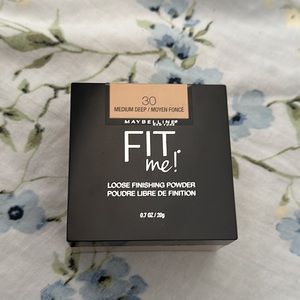 30
MEDIUM DEEP / MOYEN FONCÉ
MAYBELLINE
NEW YORK
FIT
me!
LOOSE FINISHING POWDER
POUDRE LIBRE DE FINITION
0.7 OZ / 20g